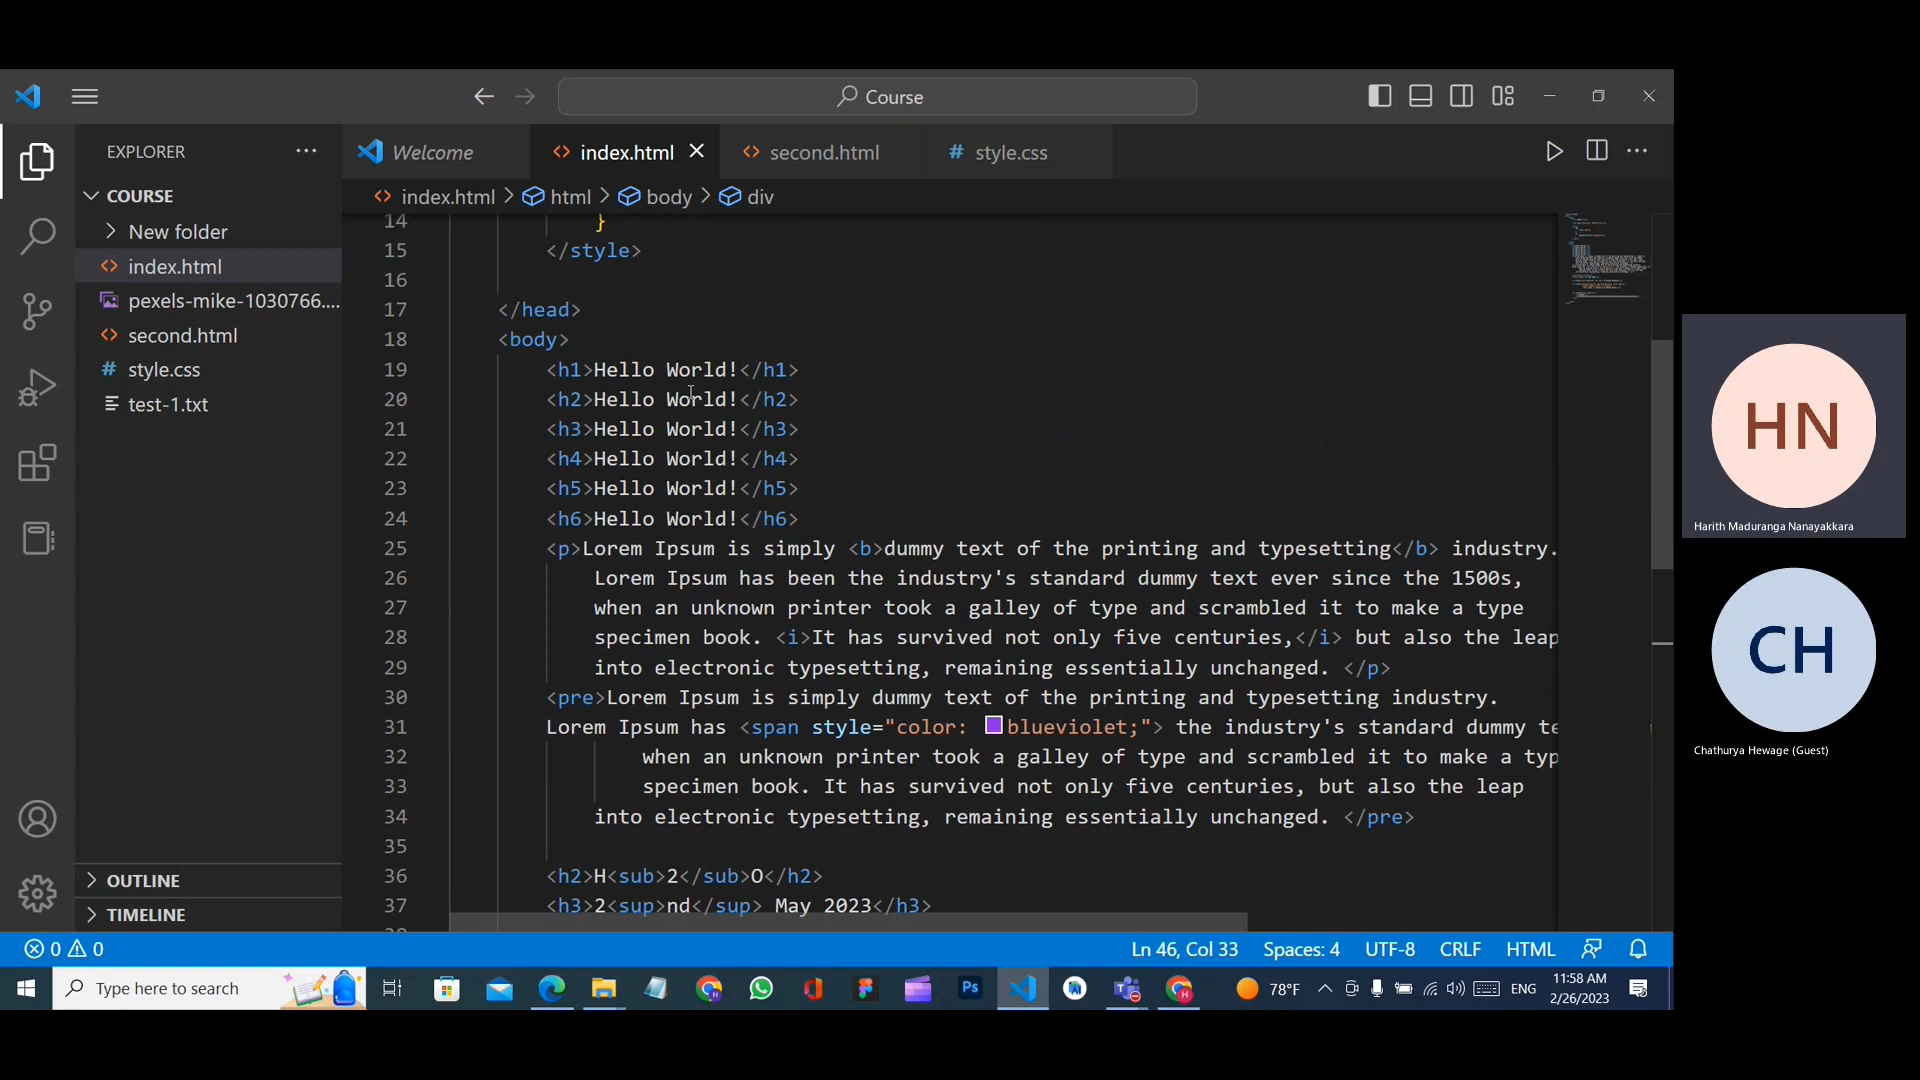 Course
EXPLORER
Welcome
index.html
second.html
# style.css
COURSE
index.html > html > body > div
New folder
index.html
pexels-mike-1030766....
second.html
# style.css
test-1.txt
OUTLINE
TIMELINE
14 }
15 </style>
16
17 </head>
18 <body>
19 <h1>Hello World!</h1>
20 <h2>Hello World!</h2>
21 <h3>Hello World!</h3>
22 <h4>Hello World!</h4>
23 <h5>Hello World!</h5>
24 <h6>Hello World!</h6>
25 <p>Lorem Ipsum is simply <b>dummy text of the printing and typesetting</b> industry.
26 Lorem Ipsum has been the industry's standard dummy text ever since the 1500s,
27 when an unknown printer took a galley of type and scrambled it to make a type
28 specimen book. <i>It has survived not only five centuries,</i> but also the leap
29 into electronic typesetting, remaining essentially unchanged. </p>
30 <pre>Lorem Ipsum is simply dummy text of the printing and typesetting industry.
31 Lorem Ipsum has <span style="color: blueviolet;"> the industry's standard dummy te
32 when an unknown printer took a galley of type and scrambled it to make a typ
33 specimen book. It has survived not only five centuries, but also the leap
34 into electronic typesetting, remaining essentially unchanged. </pre>
35
36 <h2>H<sub>2</sub>O</h2>
37 <h3>2<sup>nd</sup> May 2023</h3>
HN
Harith Maduranga Nanayakkara
CH
Chathurya Hewage (Guest)
0 0
Ln 46, Col 33
Spaces: 4
UTF-8
CRLF
HTML
Type here to search
Ps
78°F
ENG
11:58 AM
2/26/2023